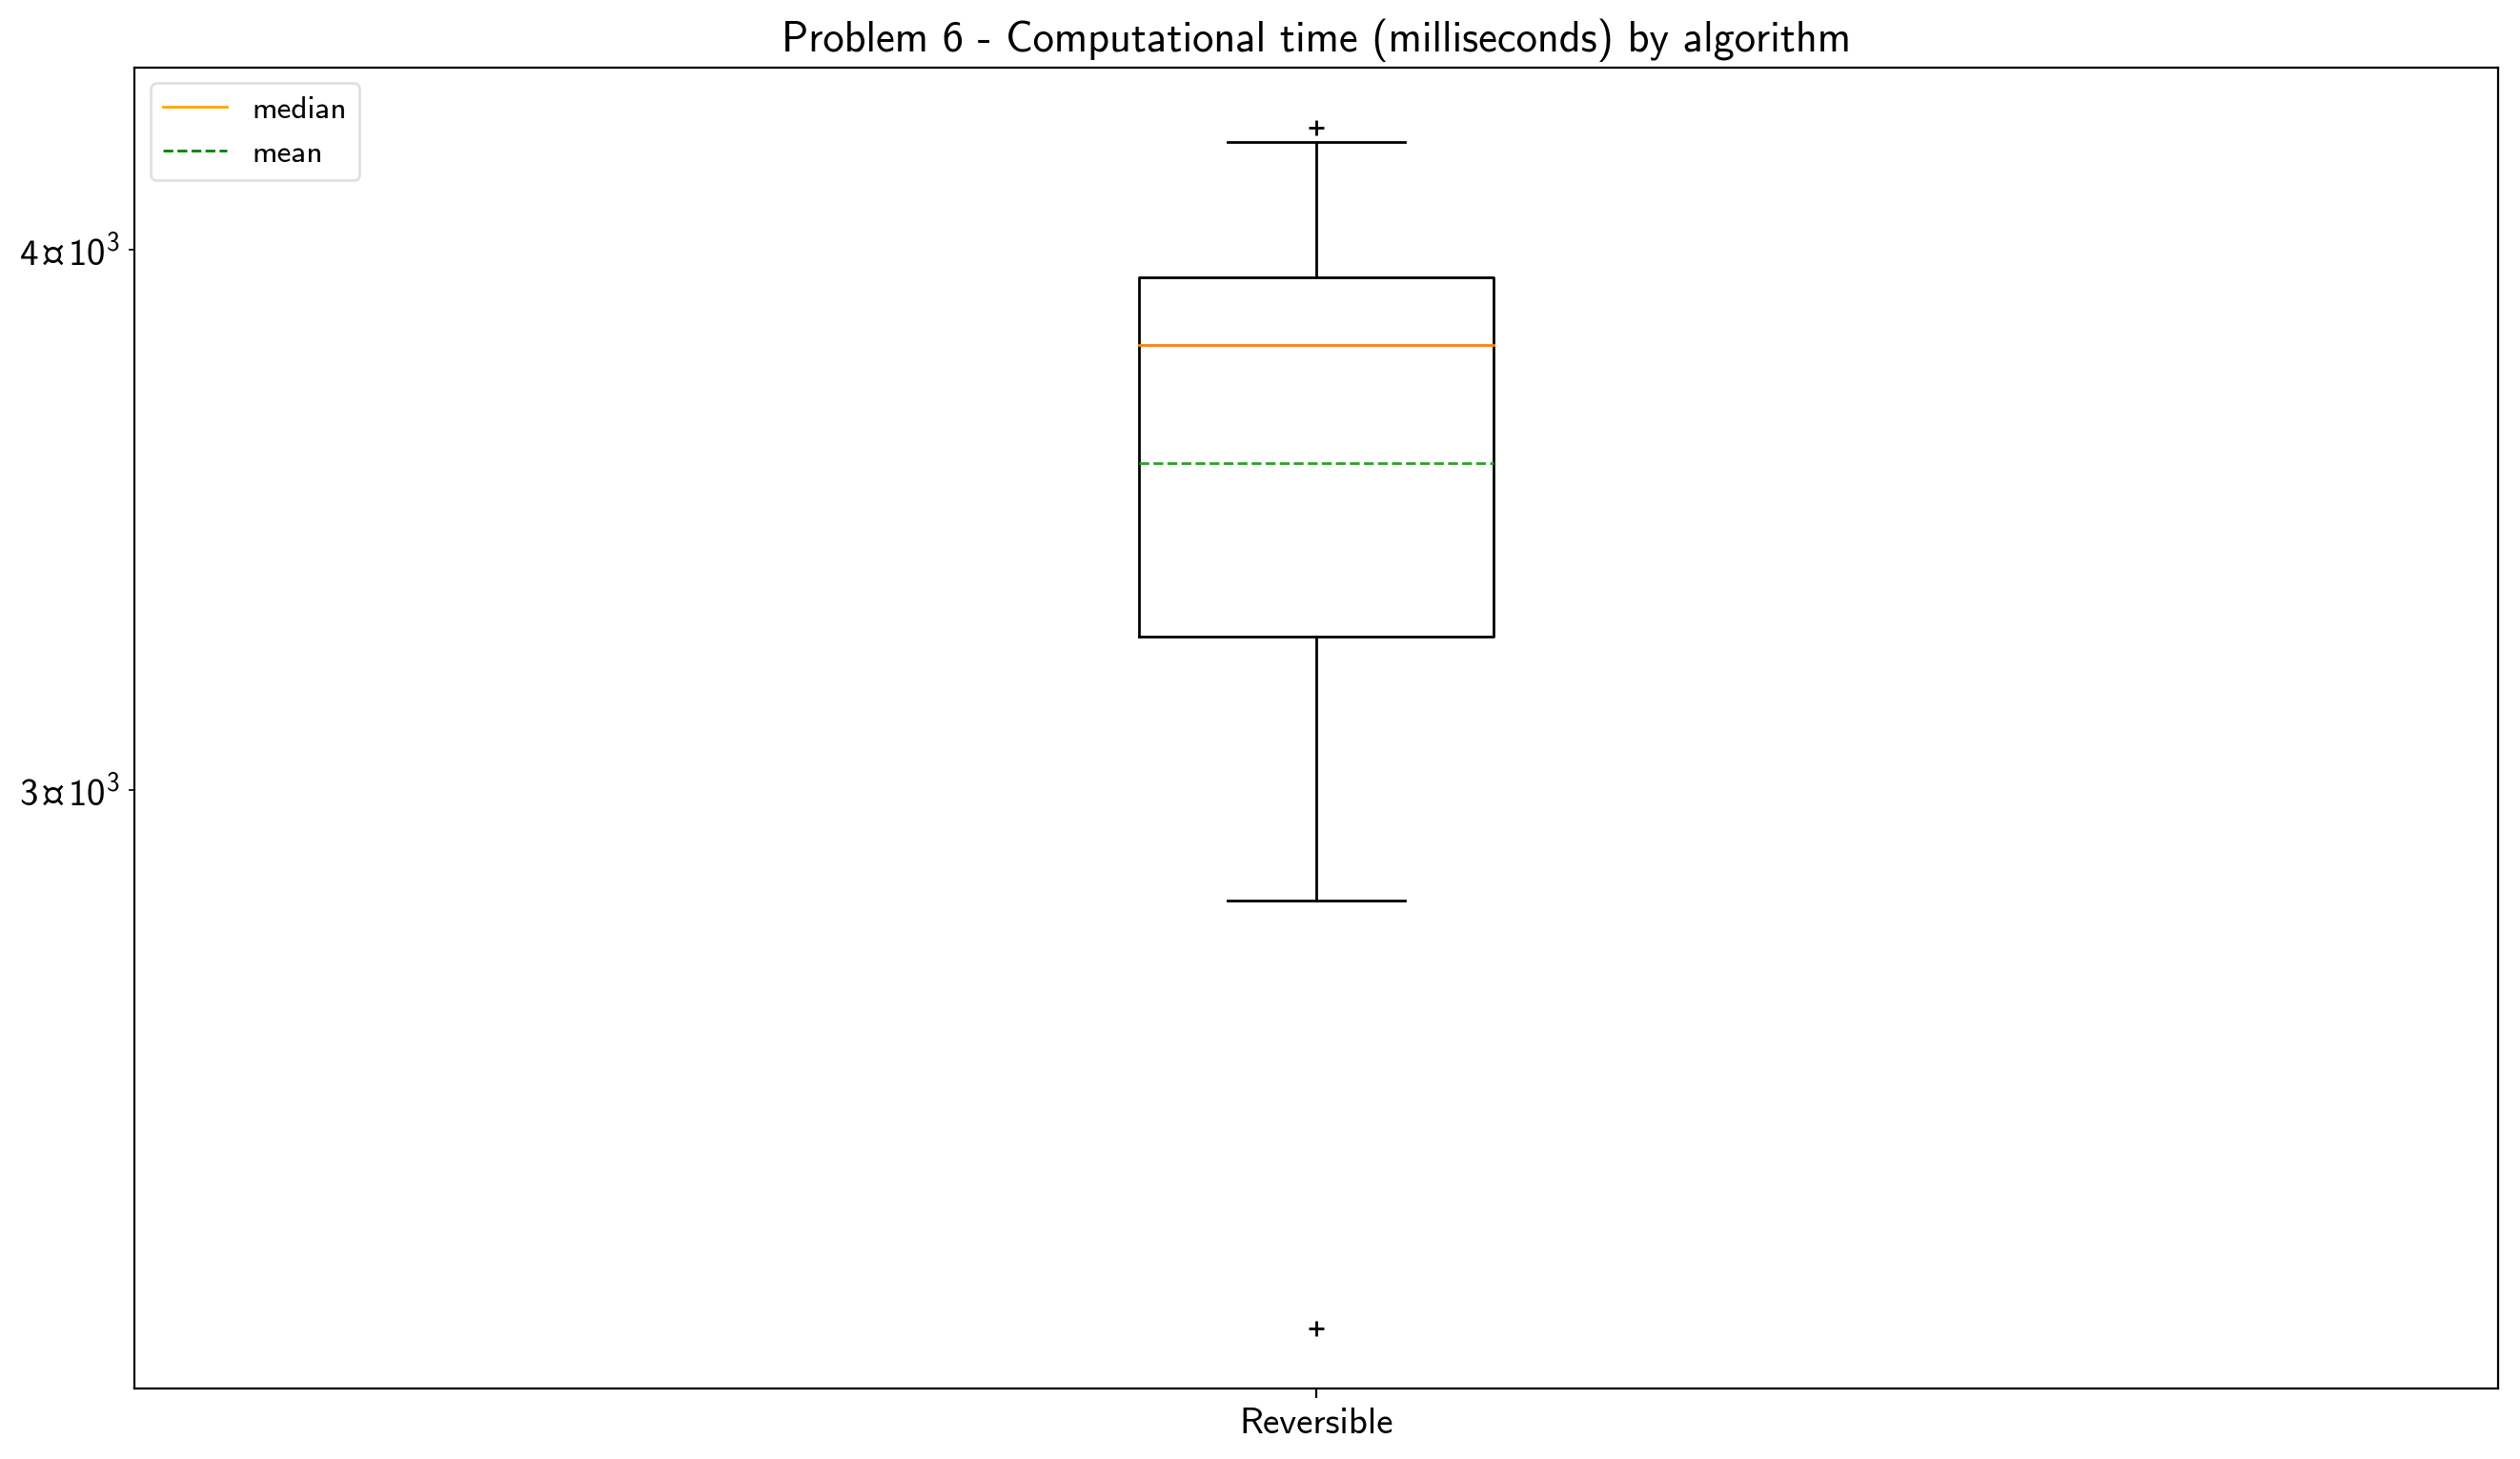 Problem 6 - Computational time (milliseconds) by algorithm
median
mean
4¤10³
3¤10³
Reversible